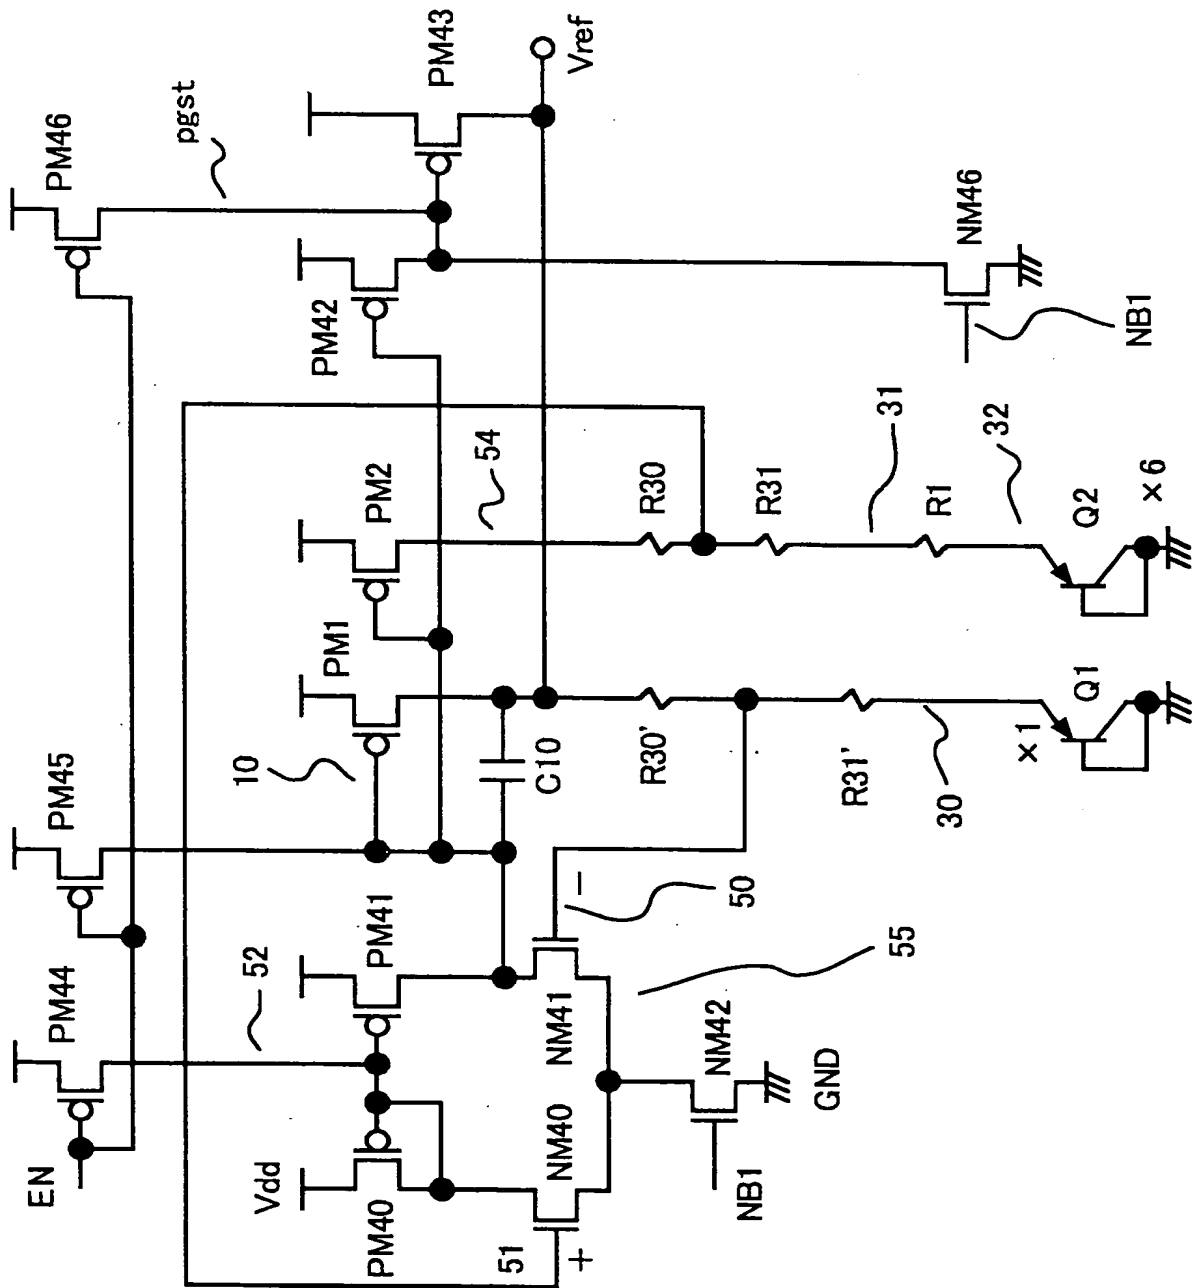 EN
PM44
PM45
PM46
pgst
52
10
Vdd
PM40
PM41
PM1
PM2
54
PM42
PM43
Vref
C10
51
+
NM40
NM41
−
50
55
R30'
R30
R31'
R31
30
31
R1
32
NM42
NB1
GND
×1
Q1
Q2
×6
NM46
NB1